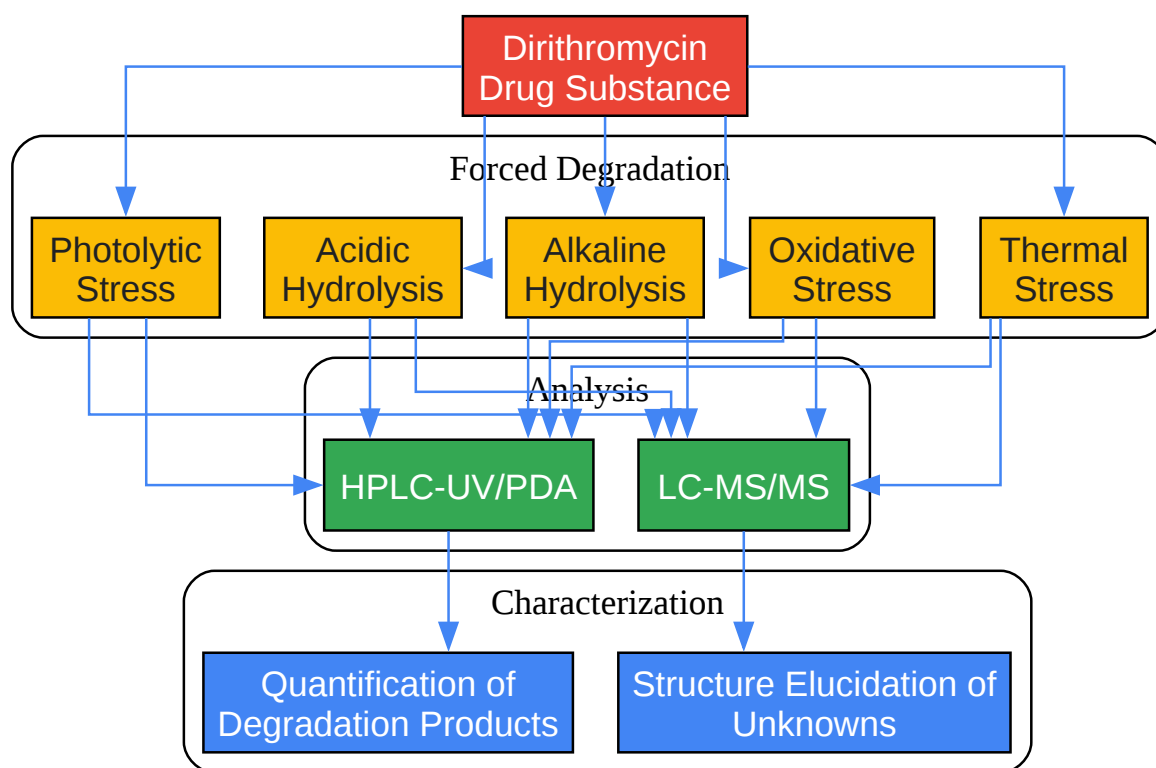 Dirithromycin
Drug Substance
Forced Degradation
Photolytic
Stress
Acidic
Hydrolysis
Alkaline
Hydrolysis
Oxidative
Stress
Thermal
Stress
Analysis
HPLC-UV/PDA
LC-MS/MS
Characterization
Quantification of
Degradation Products
Structure Elucidation of
Unknowns